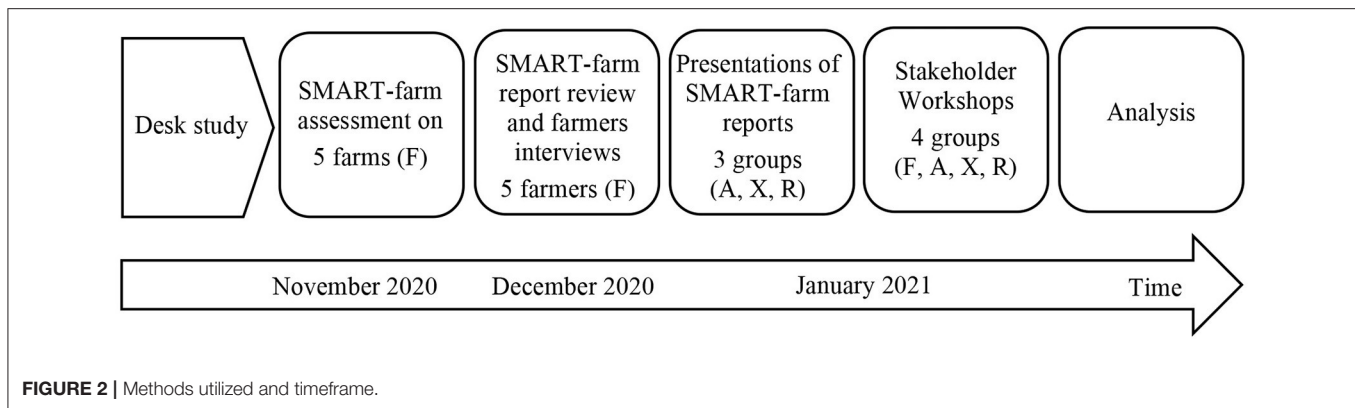 Desk study
SMART-farm
assessment on
5 farms (F)
SMART-farm
report review
and farmers
interviews
5 farmers (F)
Presentations of
SMART-farm
reports
3 groups
(A, X, R)
Stakeholder
Workshops
4 groups
(F, A, X, R)
Analysis
November 2020
December 2020
January 2021
Time
FIGURE 2 | Methods utilized and timeframe.